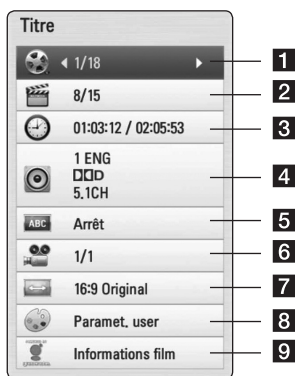 Titre
1/18
1
8/15
2
01:03:12 / 02:05:53
3
1 ENG
5.1CH
4
ABC
Arrêt
5
1/1
6
16:9 Original
7
Paramet. user
8
Informations film
9